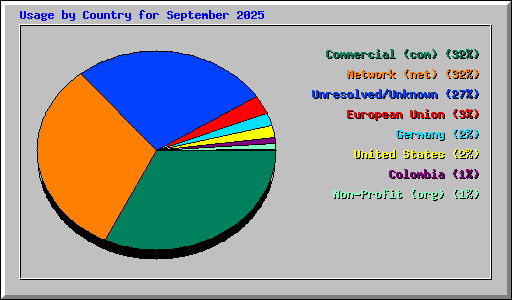 Usage by Country for September 2025
Commercial (com) (32%)
Network (net) (32%)
Unresolved/Unknown (27%)
European Union (3%)
Germany (2%)
United States (2%)
Colombia (1%)
Non-Profit (org) (1%)